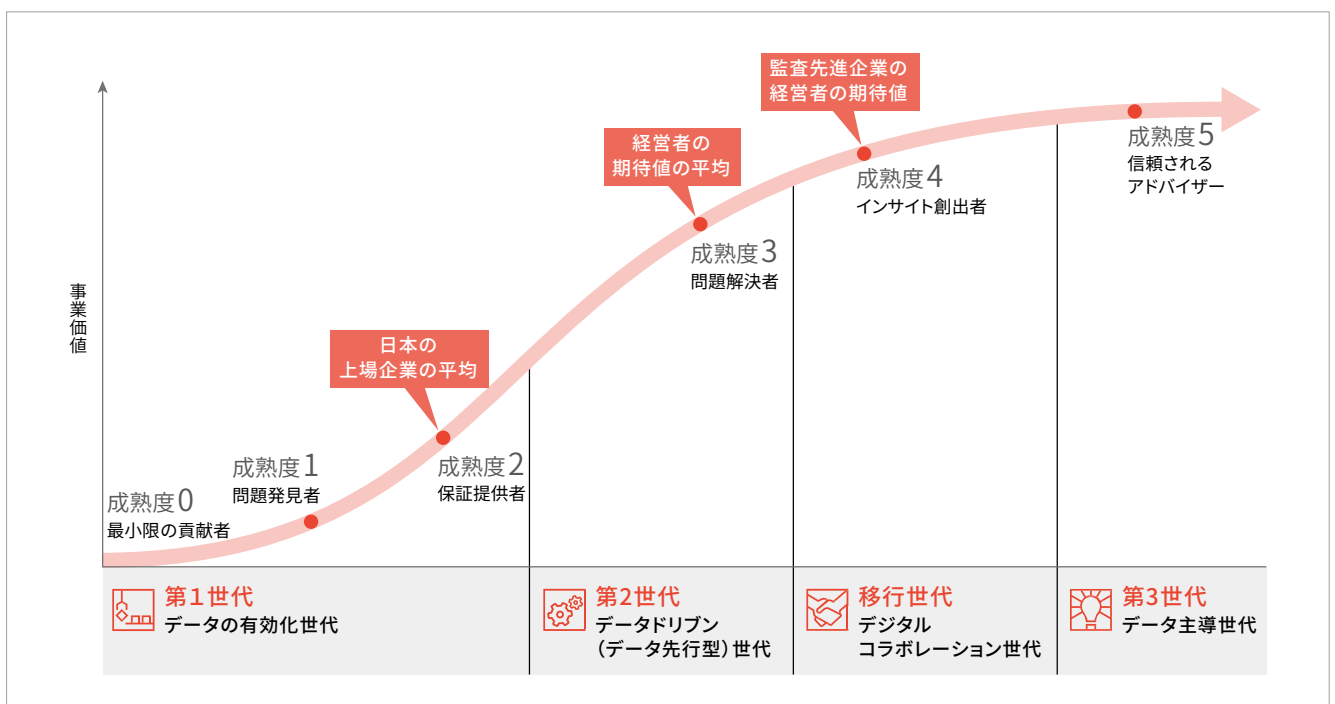 監査先進企業の
経営者の期待値
経営者の
期待値の平均
日本の
上場企業の平均
事業価値
成熟度0
最小限の貢献者
成熟度1
問題発見者
成熟度2
保証提供者
成熟度3
問題解決者
成熟度4
インサイト創出者
成熟度5
信頼される
アドバイザー
第1世代
データの有効化世代
第2世代
データドリブン
（データ先行型）世代
移行世代
デジタル
コラボレーション世代
第3世代
データ主導世代